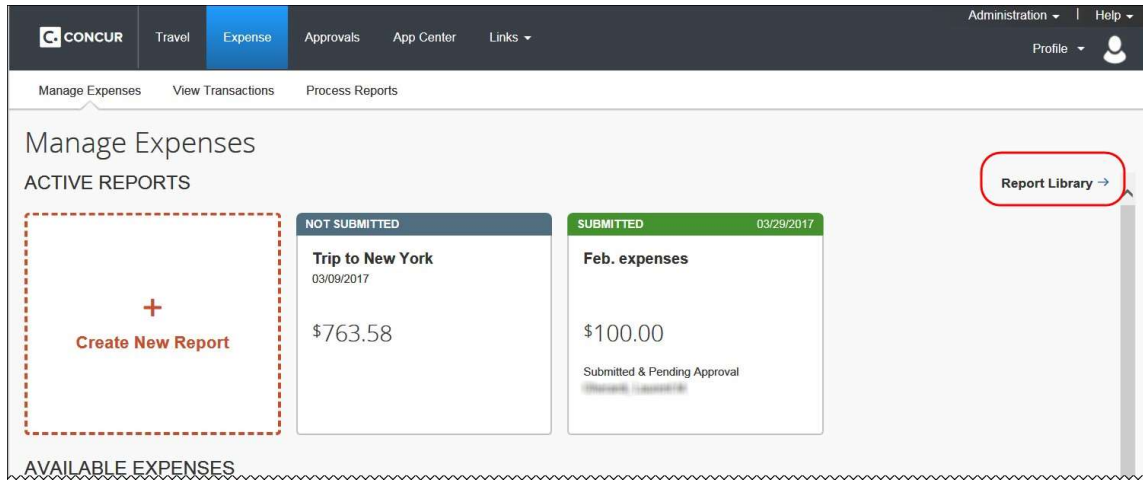 Administration | Help
C. CONCUR Travel Expense Approvals App Center Links
Profile
Manage Expenses View Transactions Process Reports
Manage Expenses
ACTIVE REPORTS
Report Library →
NOT SUBMITTED
Trip to New York
03/09/2017
$763.58
SUBMITTED 03/29/2017
Feb. expenses
$100.00
Submitted & Pending Approval
+
Create New Report
AVAILABLE EXPENSES